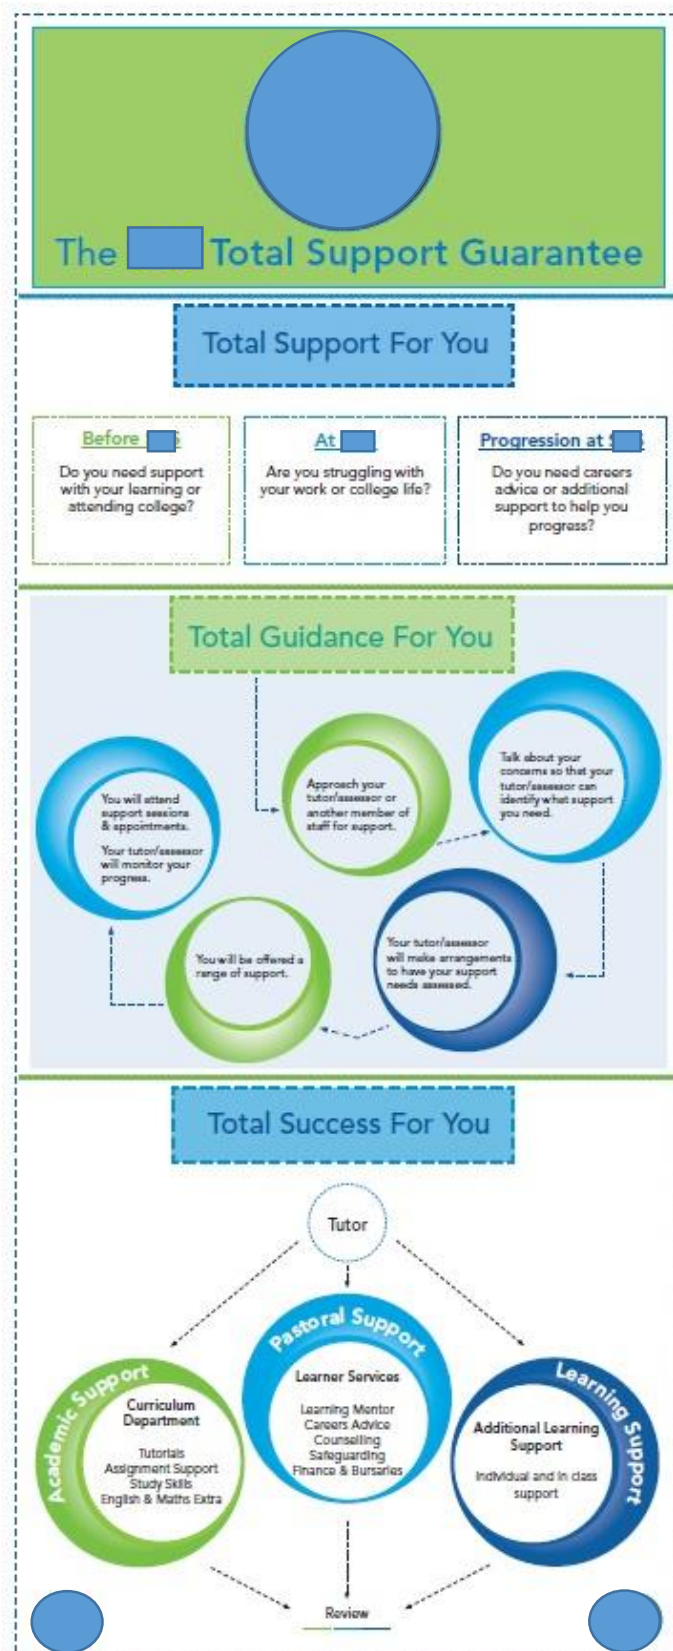 The Total Support Guarantee
Total Support For You
Before
Do you need support
with your learning or
attending college?
At
Are you struggling with
your work or college life?
Progression at
Do you need careers
advice or additional
support to help you
progress?
Total Guidance For You
Approach your
tutor/assessor or
another member of
staff for support.
Talk about your
concerns so that your
tutor/assessor can
identify what support
you need.
Your tutor/assessor
will make arrangements
to have your support
needs assessed.
You will be offered a
range of support.
You will attend
support sessions
& appointments.
Your tutor/assessor
will monitor your
progress.
Total Success For You
Tutor
Academic Support
Curriculum
Department
Tutorials
Assignment Support
Study Skills
English & Maths Extra
Pastoral Support
Learner Services
Learning Mentor
Careers Advice
Counselling
Safeguarding
Finance & Bursaries
Learning Support
Additional Learning
Support
Individual and in class
support
Review